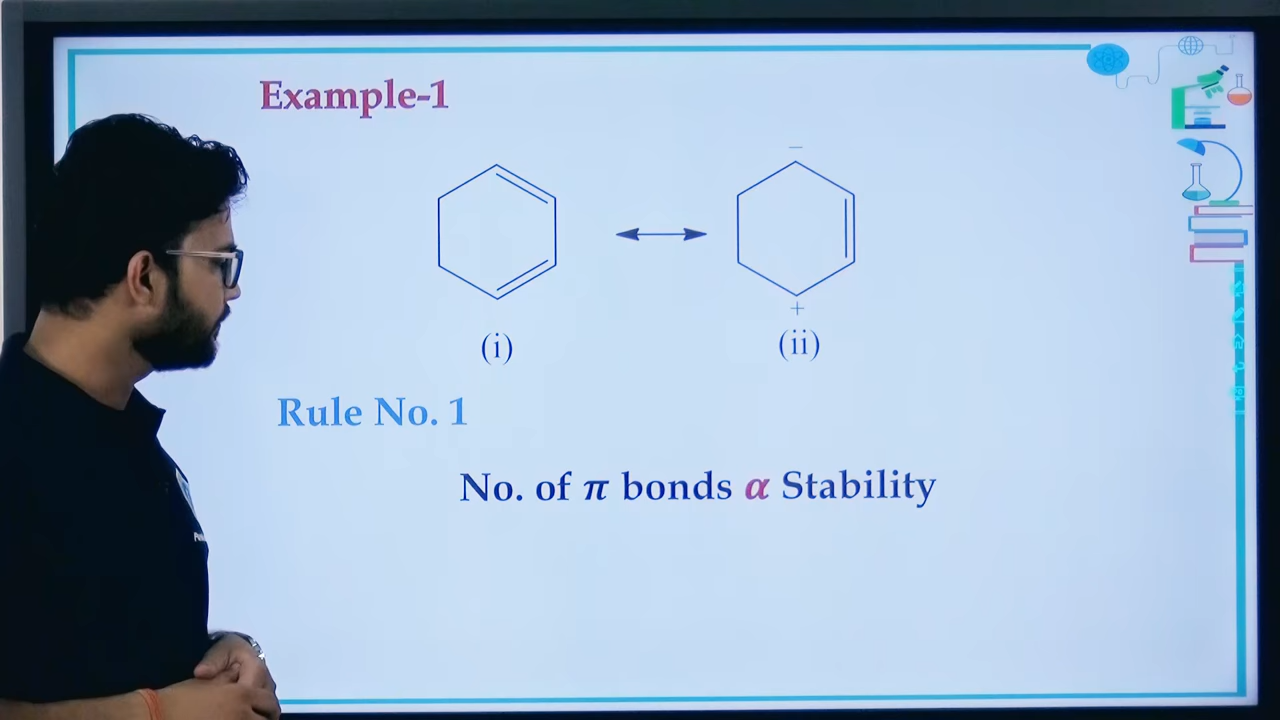 Example-1
−
+
(i)
(ii)
Rule No. 1
No. of π bonds α Stability